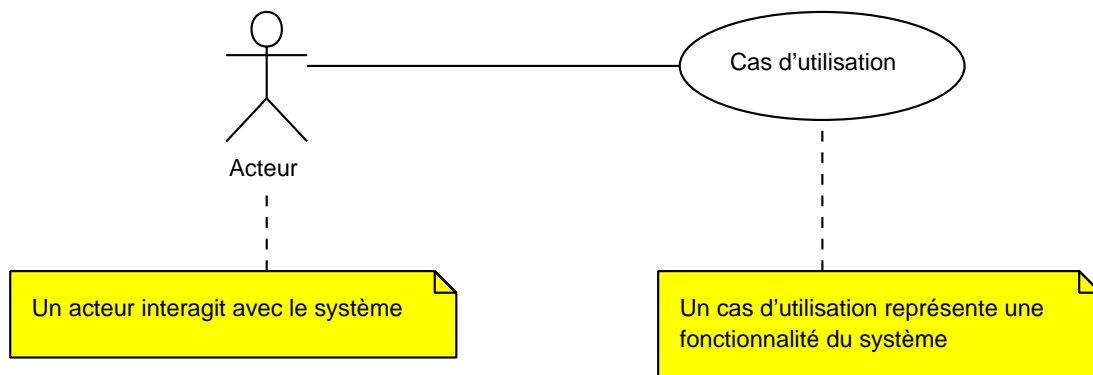 Cas d’utilisation
Acteur
Un acteur interagit avec le système
Un cas d’utilisation représente une
fonctionnalité du système